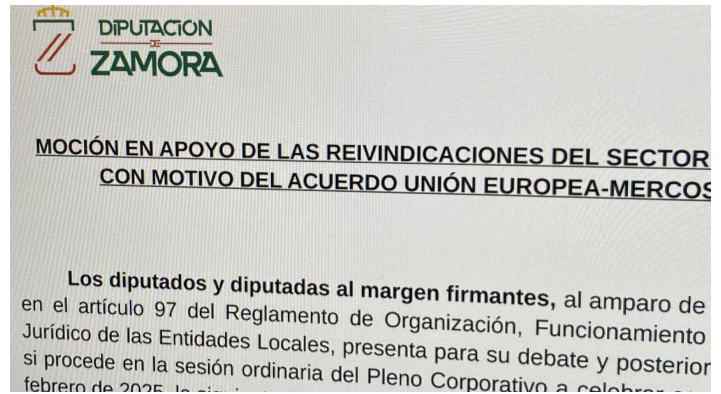 DiPUTACiON
DE
ZAMORA
MOCIÓN EN APOYO DE LAS REIVINDICACIONES DEL SECTOR
CON MOTIVO DEL ACUERDO UNIÓN EUROPEA-MERCOS
Los diputados y diputadas al margen firmantes, al amparo de
en el artículo 97 del Reglamento de Organización, Funcionamiento
Jurídico de las Entidades Locales, presenta para su debate y posterior
si procede en la sesión ordinaria del Pleno Corporativo a celebrar
febrero de 2025, la